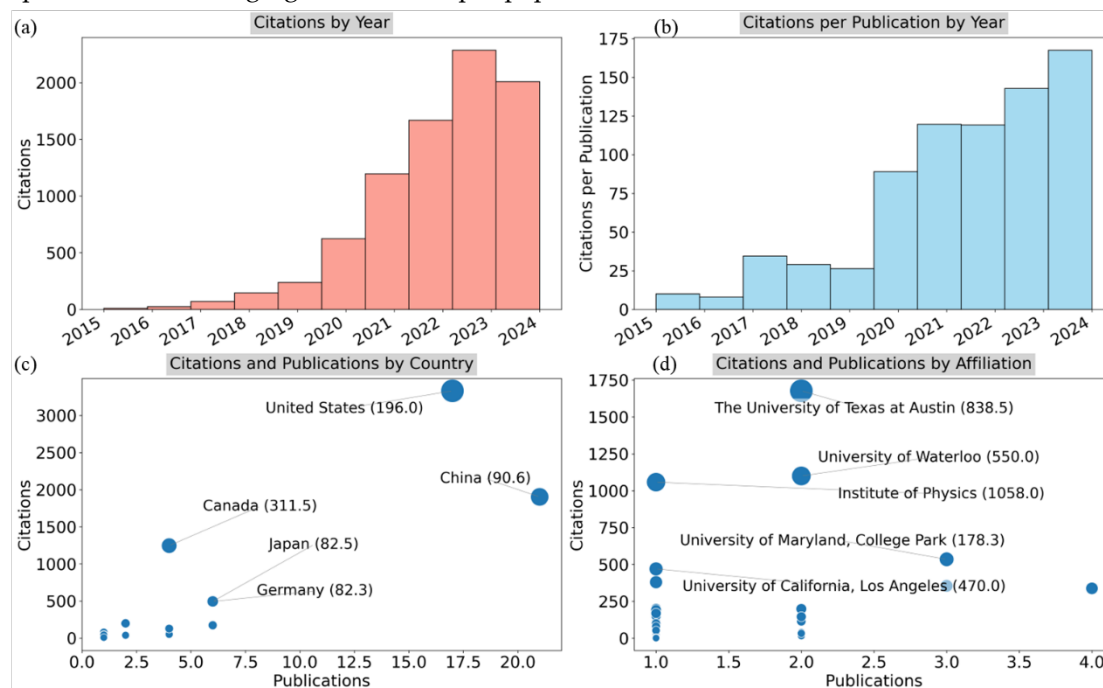 (a)
Citations by Year
Citations
2000
1500
1000
500
0
2015 2016 2017 2018 2019 2020 2021 2022 2023 2024
(b)
Citations per Publication by Year
Citations per Publication
175
150
125
100
75
50
25
0
2015 2016 2017 2018 2019 2020 2021 2022 2023 2024
(c)
Citations and Publications by Country
Citations
3500
3000
2500
2000
1500
1000
500
0
United States (196.0)
China (90.6)
Canada (311.5)
Japan (82.5)
Germany (82.3)
0.0 2.5 5.0 7.5 10.0 12.5 15.0 17.5 20.0
Publications
(d)
Citations and Publications by Affiliation
Citations
1750
1500
1250
1000
750
500
250
0
The University of Texas at Austin (838.5)
University of Waterloo (550.0)
Institute of Physics (1058.0)
University of Maryland, College Park (178.3)
University of California, Los Angeles (470.0)
1.0 1.5 2.0 2.5 3.0 3.5 4.0
Publications